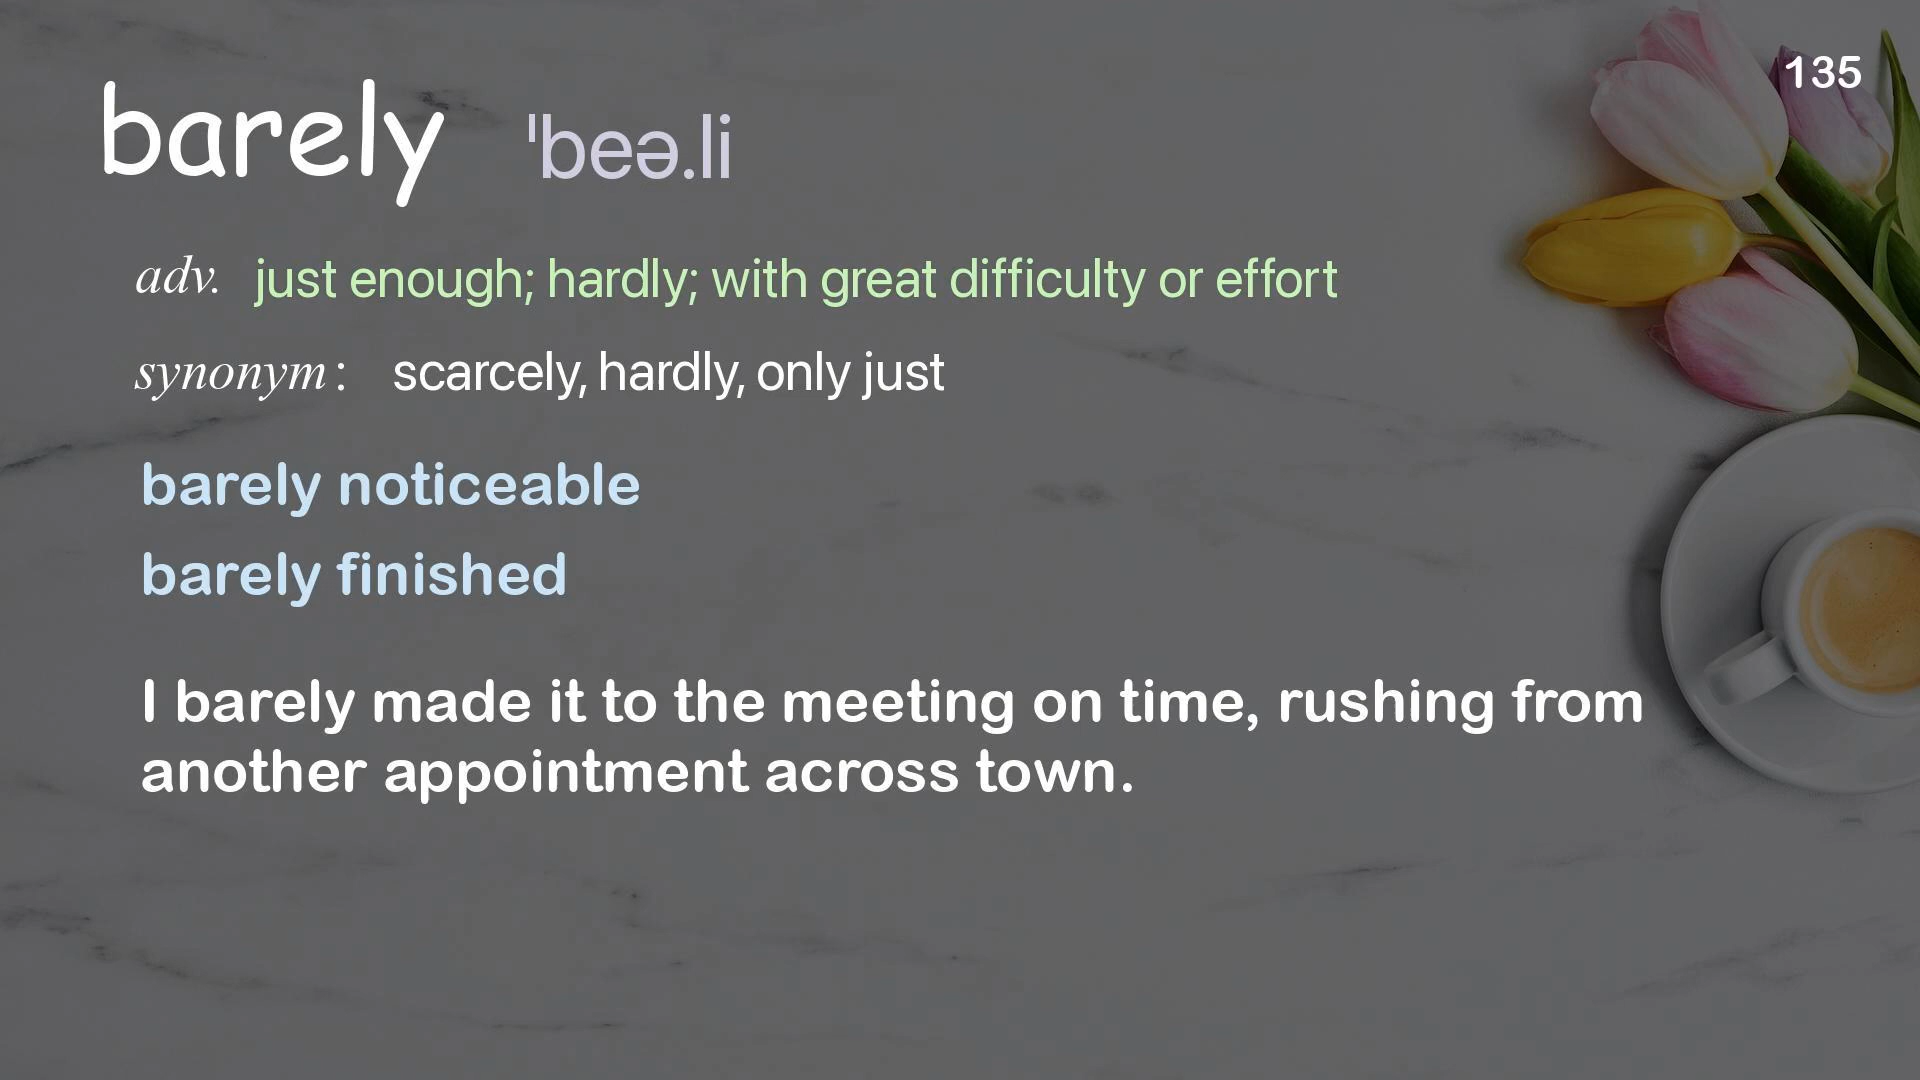 135
barely ˈbeə.li
adv. just enough; hardly; with great difficulty or effort
synonym: scarcely, hardly, only just
barely noticeable
barely finished
I barely made it to the meeting on time, rushing from
another appointment across town.